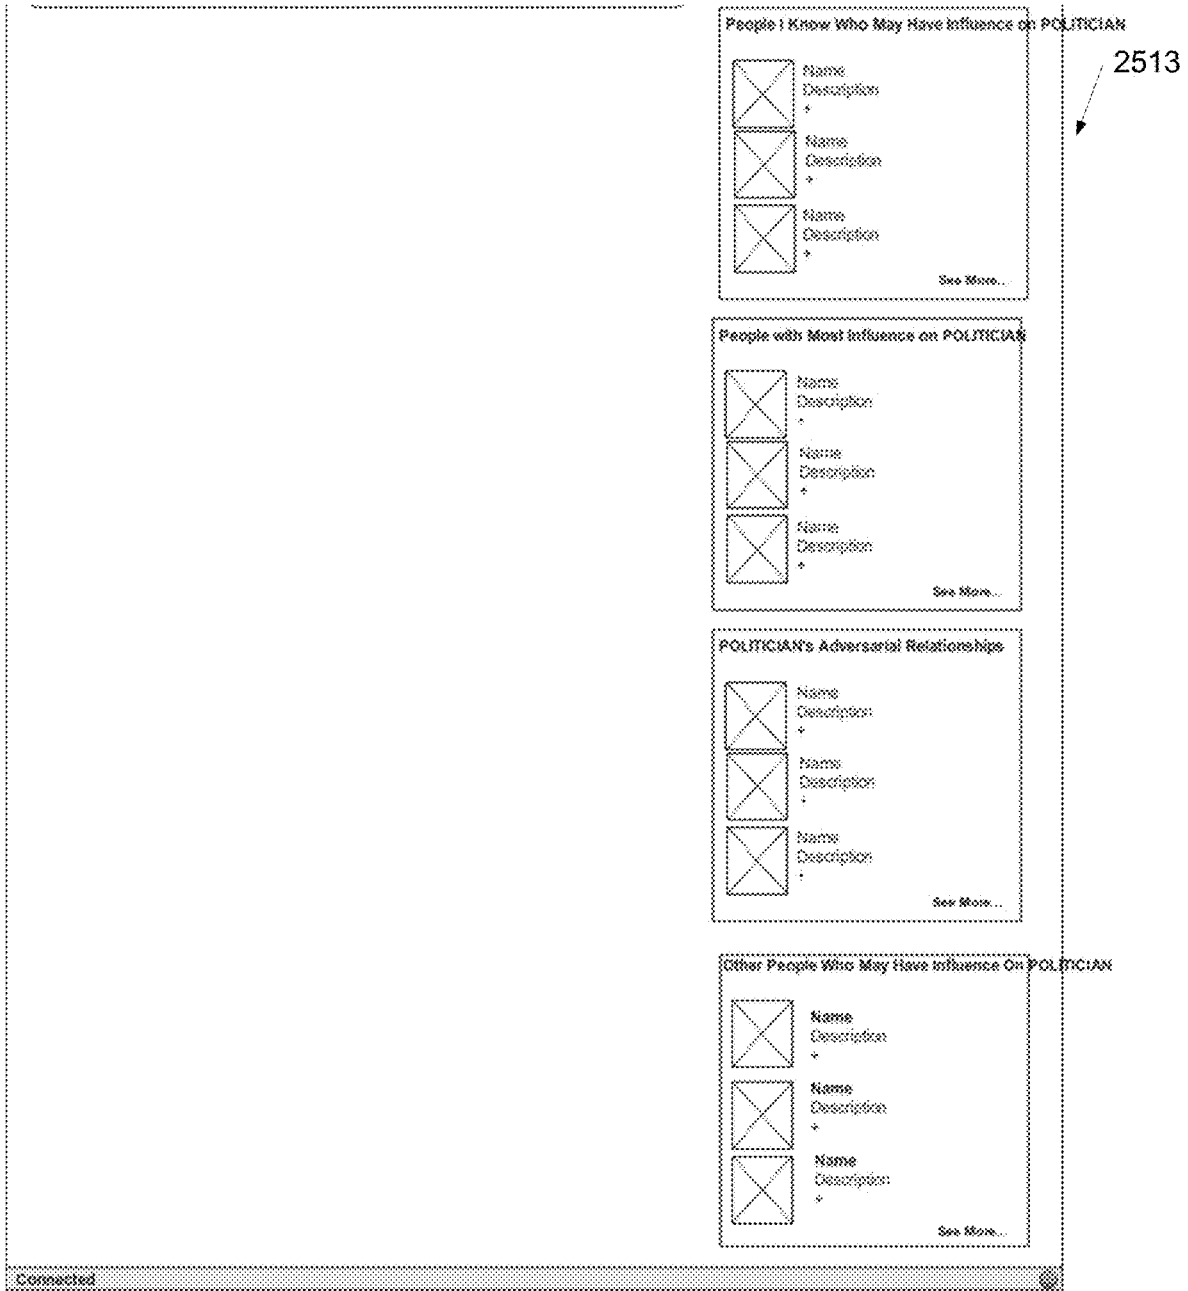 People I Know Who May Have Influence on POLITICIAN
2513
Name
Description
+
Name
Description
+
Name
Description
+
See More...
People with Most Influence on POLITICIAN
Name
Description
+
Name
Description
+
Name
Description
+
See More...
POLITICIAN's Adversarial Relationships
Name
Description
+
Name
Description
+
Name
Description
+
See More...
Other People Who May Have Influence On POLITICIAN
Name
Description
+
Name
Description
+
Name
Description
+
See More...
Connected